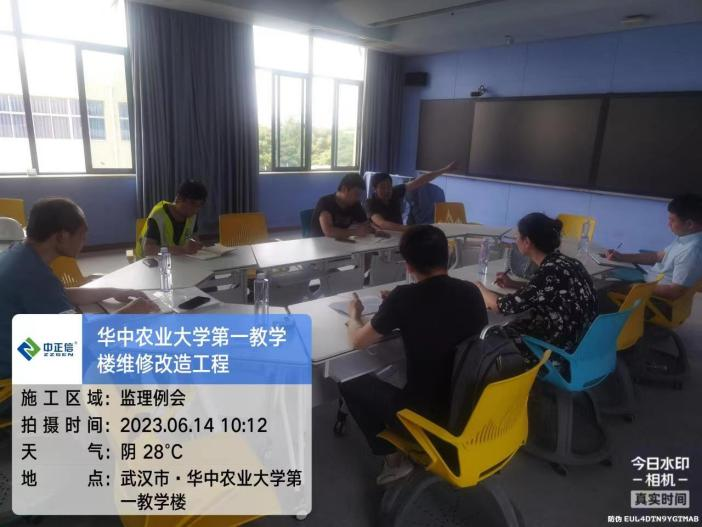 中正信
ZZGEN
华中农业大学第一教学
楼维修改造工程
施工区域：监理例会
拍摄时间：2023.06.14 10:12
天气：阴 28°C
地点：武汉市·华中农业大学第
一教学楼
今日水印
相机
真实时间
防伪 EUL4DTN9YGTMAB